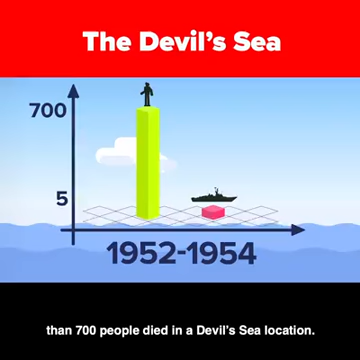 The Devil's Sea
700
5
1952-1954
than 700 people died in a Devil's Sea location.